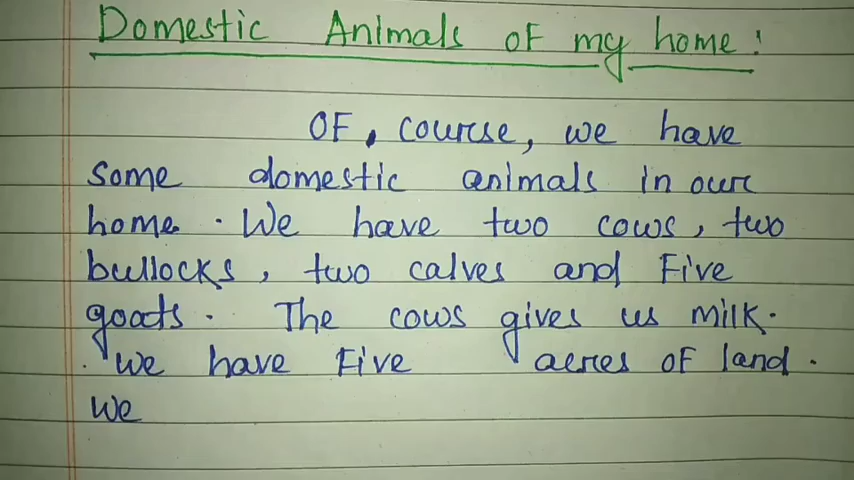 Domestic Animals of my home :
Of, course, we have
some domestic animals in our
home. We have two cows, two
bullocks, two calves and five
goats. The cows gives us milk.
We have five acres of land.
We